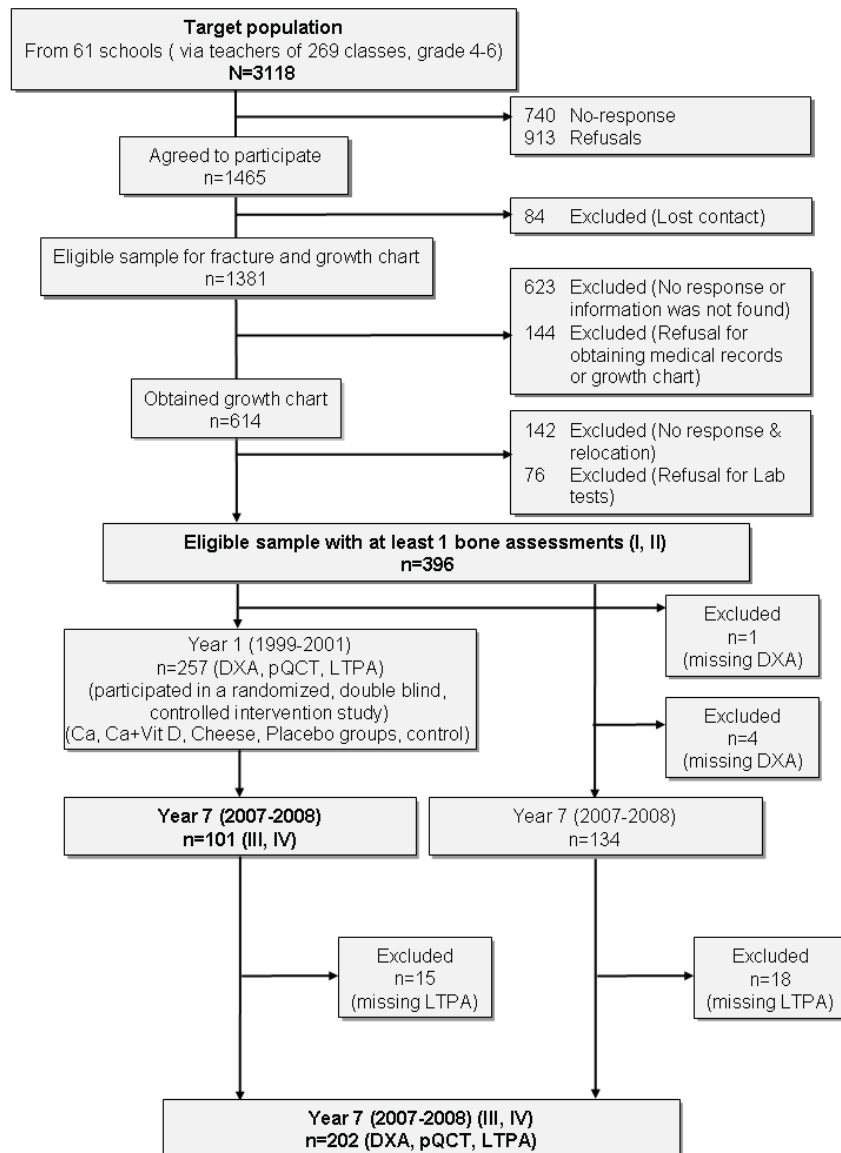 Target population
From 61 schools ( via teachers of 269 classes, grade 4-6)
N=3118
740 No-response
913 Refusals
Agreed to participate
n=1465
84 Excluded (Lost contact)
Eligible sample for fracture and growth chart
n=1381
623 Excluded (No response or
information was not found)
144 Excluded (Refusal for
obtaining medical records
or growth chart)
Obtained growth chart
n=614
142 Excluded (No response &
relocation)
76 Excluded (Refusal for Lab
tests)
Eligible sample with at least 1 bone assessments (I, II)
n=396
Excluded
n=1
(missing DXA)
Year 1 (1999-2001)
n=257 (DXA, pQCT, LTPA)
(participated in a randomized, double blind,
controlled intervention study)
(Ca, Ca+Vit D, Cheese, Placebo groups, control)
Excluded
n=4
(missing DXA)
Year 7 (2007-2008)
n=101 (III, IV)
Year 7 (2007-2008)
n=134
Excluded
n=15
(missing LTPA)
Excluded
n=18
(missing LTPA)
Year 7 (2007-2008) (III, IV)
n=202 (DXA, pQCT, LTPA)